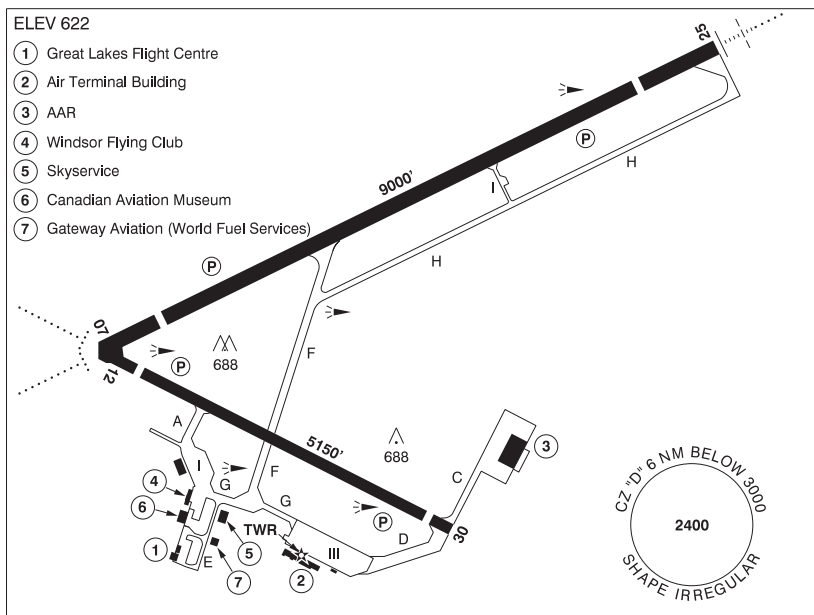 ELEV 622
1 Great Lakes Flight Centre
2 Air Terminal Building
3 AAR
4 Windsor Flying Club
5 Skyservice
6 Canadian Aviation Museum
7 Gateway Aviation (World Fuel Services)
25
9000'
P
I
H
H
P
07
12
P
688
F
A
5150'
688
3
C
I
G
F
G
4
6
TWR
P
30
D
III
1
E
5
7
2
CZ "D" 6 NM BELOW 3000
2400
SHAPE IRREGULAR